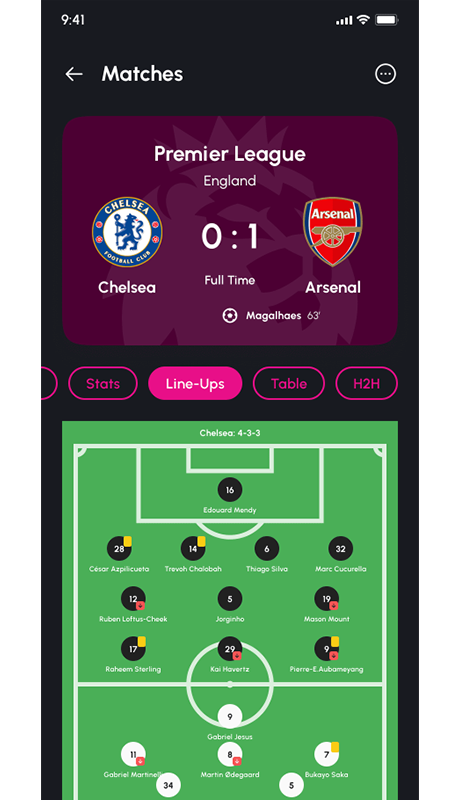 9:41
Matches
Premier League
England
CHELSEA
FOOTBALL CLUB
Arsenal
0 : 1
Chelsea
Full Time
Arsenal
Magalhaes 63'
Stats
Line-Ups
Table
H2H
Chelsea: 4-3-3
16
Edouard Mendy
28 14 6 32
César Azpilicueta Trevoh Chalobah Thiago Silva Marc Cucurella
12 5 19
Ruben Loftus-Cheek Jorginho Mason Mount
17 29 9
Raheem Sterling Kai Havertz Pierre-E.Aubameyang
9
Gabriel Jesus
11 8 7
Gabriel Martinelli Martin Ødegaard Bukayo Saka
34 5